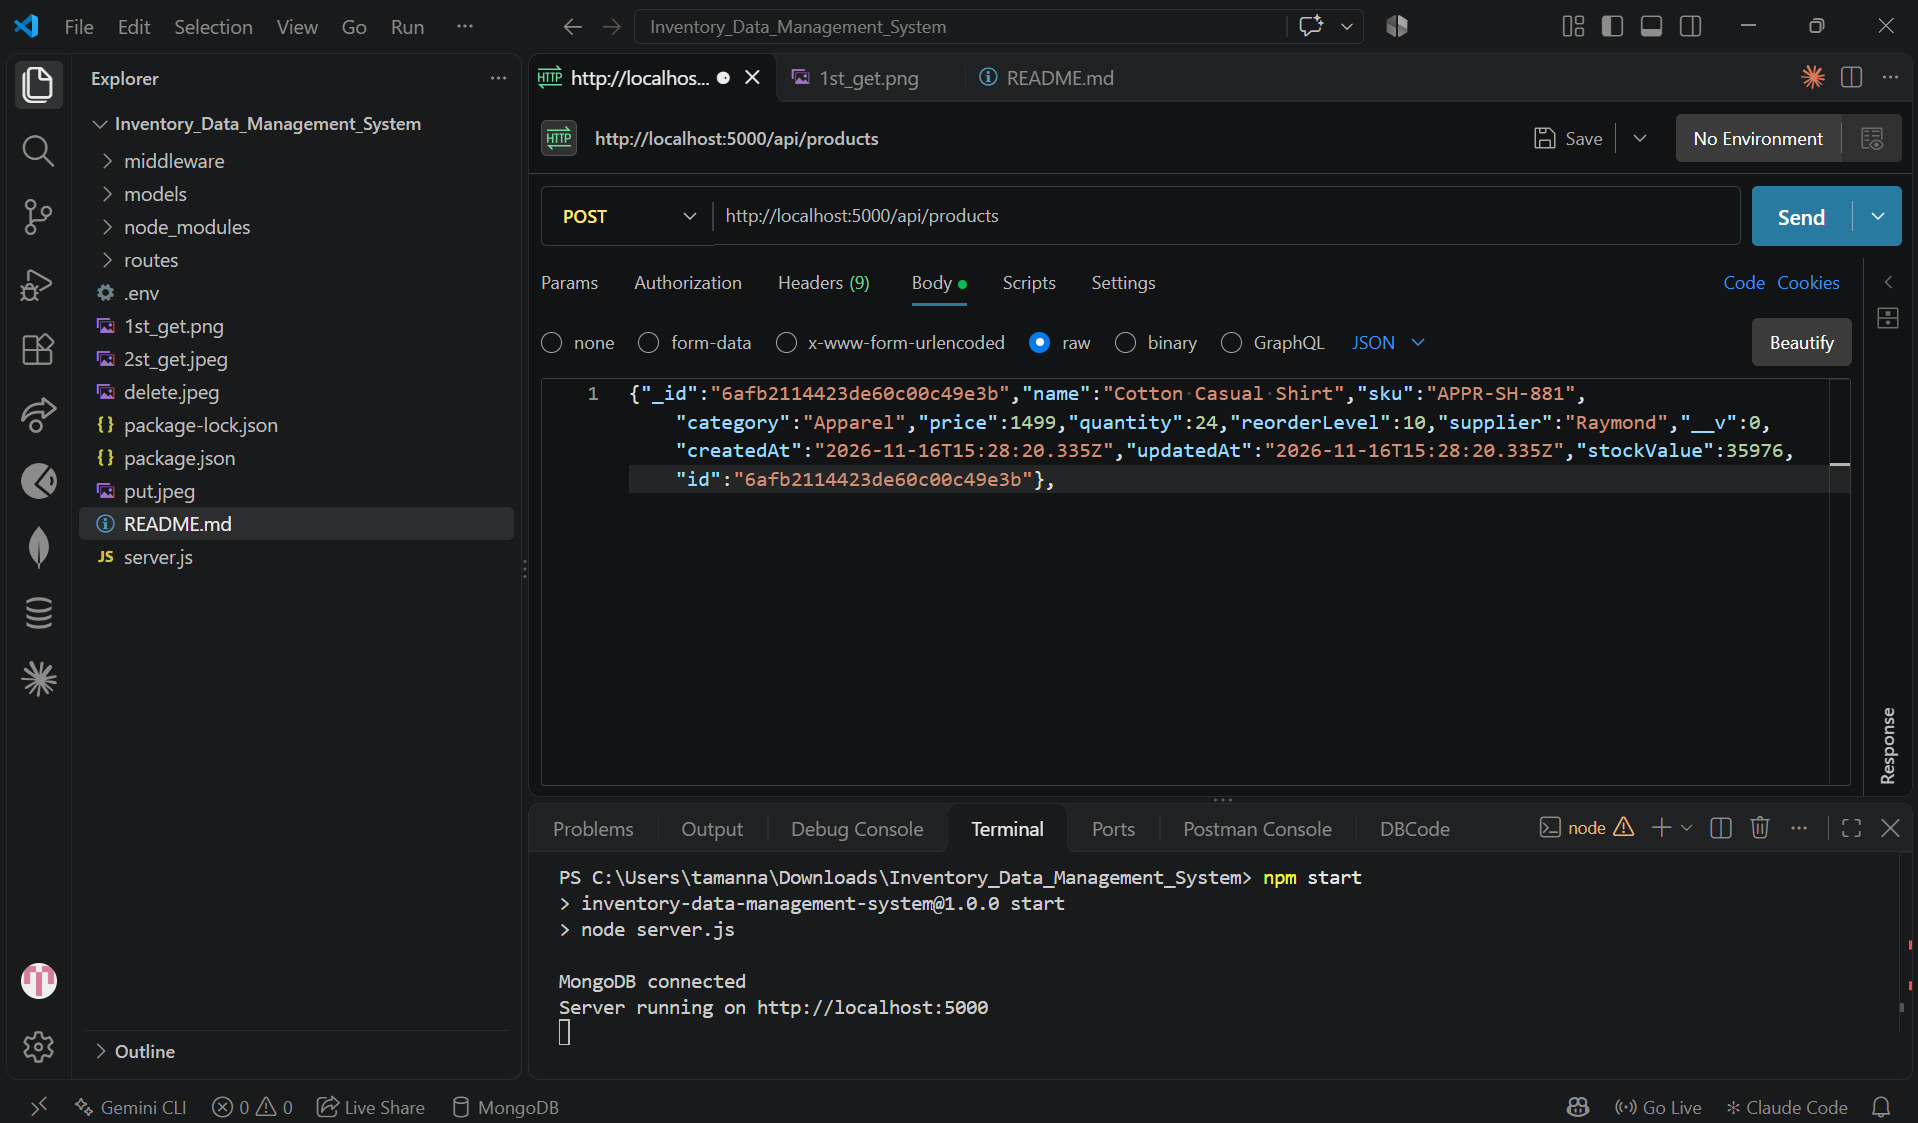 File Edit Selection View Go Run ··· Inventory_Data_Management_System
Explorer ···
Inventory_Data_Management_System
middleware
models
node_modules
routes
.env
1st_get.png
2st_get.jpeg
delete.jpeg
{} package-lock.json
{} package.json
put.jpeg
README.md
JS server.js
Outline
HTTP http://localhos... 1st_get.png README.md ···
HTTP http://localhost:5000/api/products Save No Environment
POST http://localhost:5000/api/products Send
Params Authorization Headers (9) Body Scripts Settings Code Cookies
none form-data x-www-form-urlencoded raw binary GraphQL JSON Beautify
1 {"_id":"6afb2114423de60c00c49e3b","name":"Cotton·Casual·Shirt","sku":"APPR-SH-881",
"category":"Apparel","price":1499,"quantity":24,"reorderLevel":10,"supplier":"Raymond","__v":0,
"createdAt":"2026-11-16T15:28:20.335Z","updatedAt":"2026-11-16T15:28:20.335Z","stockValue":35976,
"id":"6afb2114423de60c00c49e3b"},
Response
Problems Output Debug Console Terminal Ports Postman Console DBCode node ···
PS C:\Users\tamanna\Downloads\Inventory_Data_Management_System> npm start
> inventory-data-management-system@1.0.0 start
> node server.js
MongoDB connected
Server running on http://localhost:5000
Gemini CLI 0 0 Live Share MongoDB Go Live Claude Code